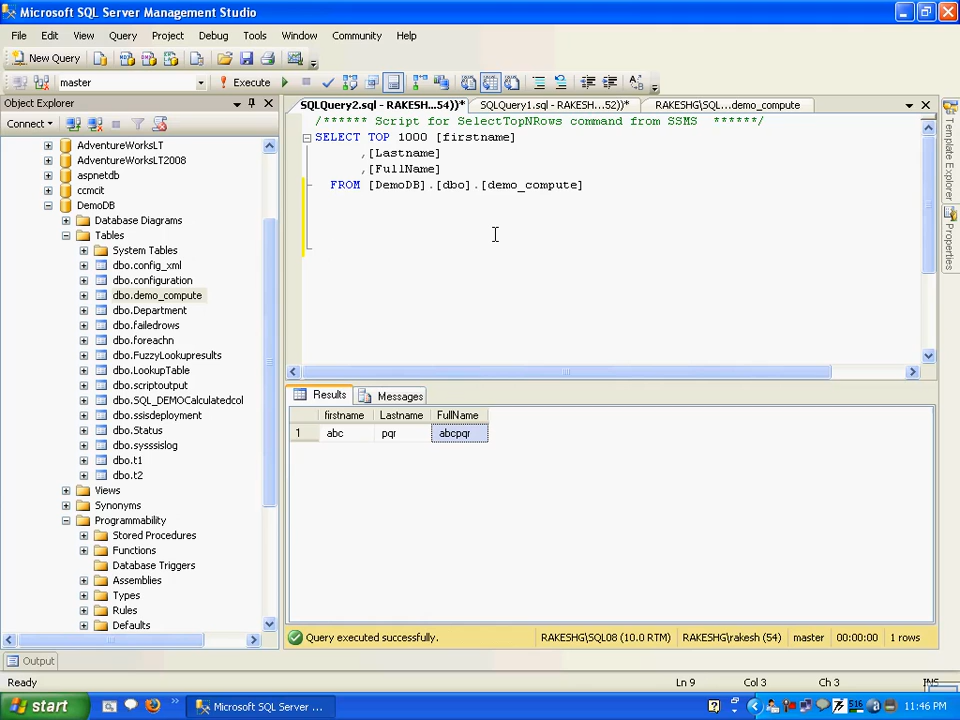 Microsoft SQL Server Management Studio
File Edit View Query Project Debug Tools Window Community Help
New Query
master Execute
Object Explorer
Connect
AdventureWorksLT
AdventureWorksLT2008
aspnetdb
ccmcit
DemoDB
Database Diagrams
Tables
System Tables
dbo.config_xml
dbo.configuration
dbo.demo_compute
dbo.Department
dbo.failedrows
dbo.foreachn
dbo.FuzzyLookupresults
dbo.LookupTable
dbo.scriptoutput
dbo.SQL_DEMOCalculatedcol
dbo.ssisdeployment
dbo.Status
dbo.sysssislog
dbo.t1
dbo.t2
Views
Synonyms
Programmability
Stored Procedures
Functions
Database Triggers
Assemblies
Types
Rules
Defaults
SQLQuery2.sql - RAKESH...54))* SQLQuery1.sql - RAKESH...52))* RAKESHG\SQL...demo_compute
/****** Script for SelectTopNRows command from SSMS ******/
SELECT TOP 1000 [firstname]
,[Lastname]
,[FullName]
FROM [DemoDB].[dbo].[demo_compute]
Template Explorer
Properties
Results Messages
firstname Lastname FullName
1 abc pqr abcpqr
Query executed successfully. RAKESHG\SQL08 (10.0 RTM) RAKESHG\rakesh (54) master 00:00:00 1 rows
Output
Ready Ln 9 Col 3 Ch 3 INS
start Microsoft SQL Server ... 516 11:46 PM